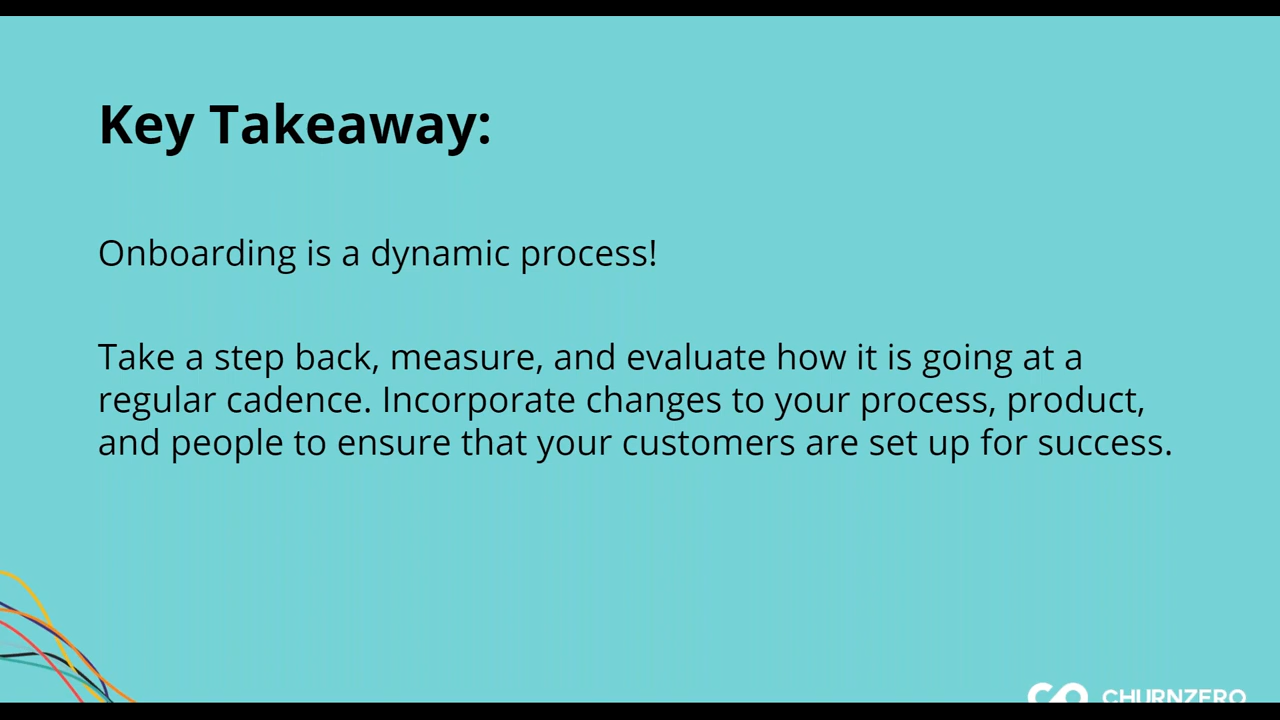 Key Takeaway:
Onboarding is a dynamic process!
Take a step back, measure, and evaluate how it is going at a
regular cadence. Incorporate changes to your process, product,
and people to ensure that your customers are set up for success.
CHURNZERO